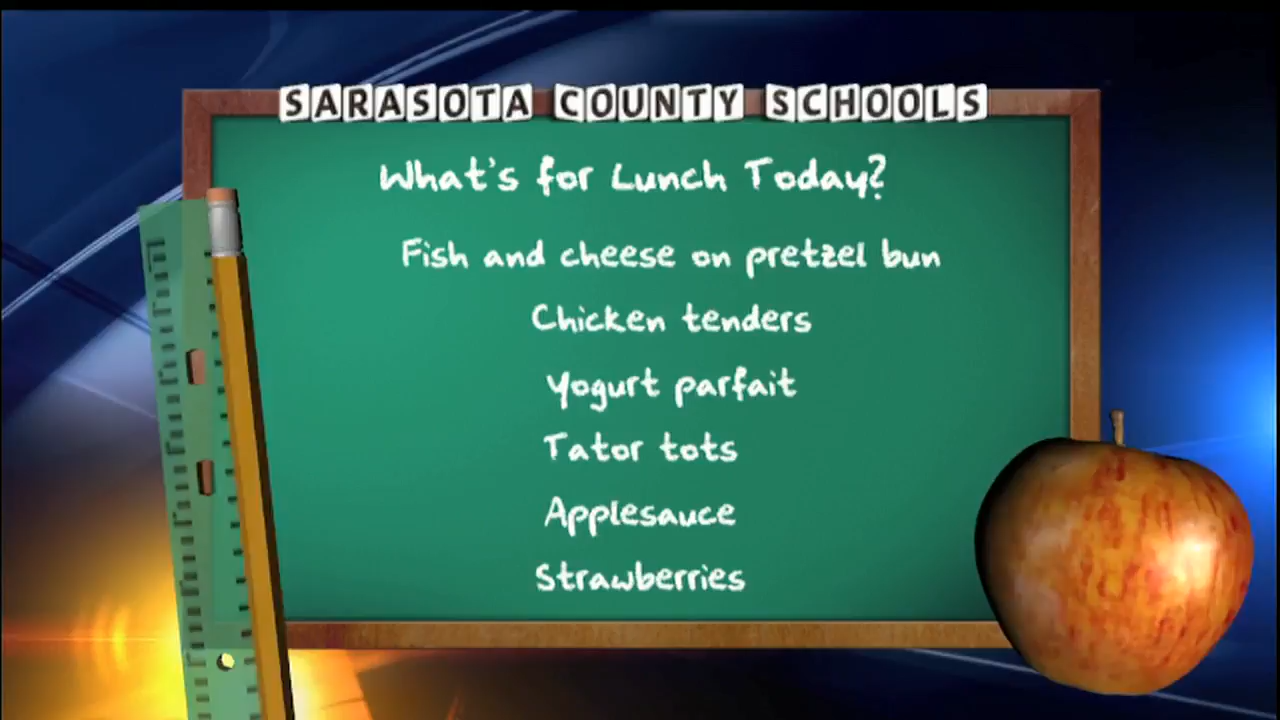 SARASOTA COUNTY SCHOOLS
What's for Lunch Today?
Fish and cheese on pretzel bun
Chicken tenders
Yogurt parfait
Tator tots
Applesauce
Strawberries